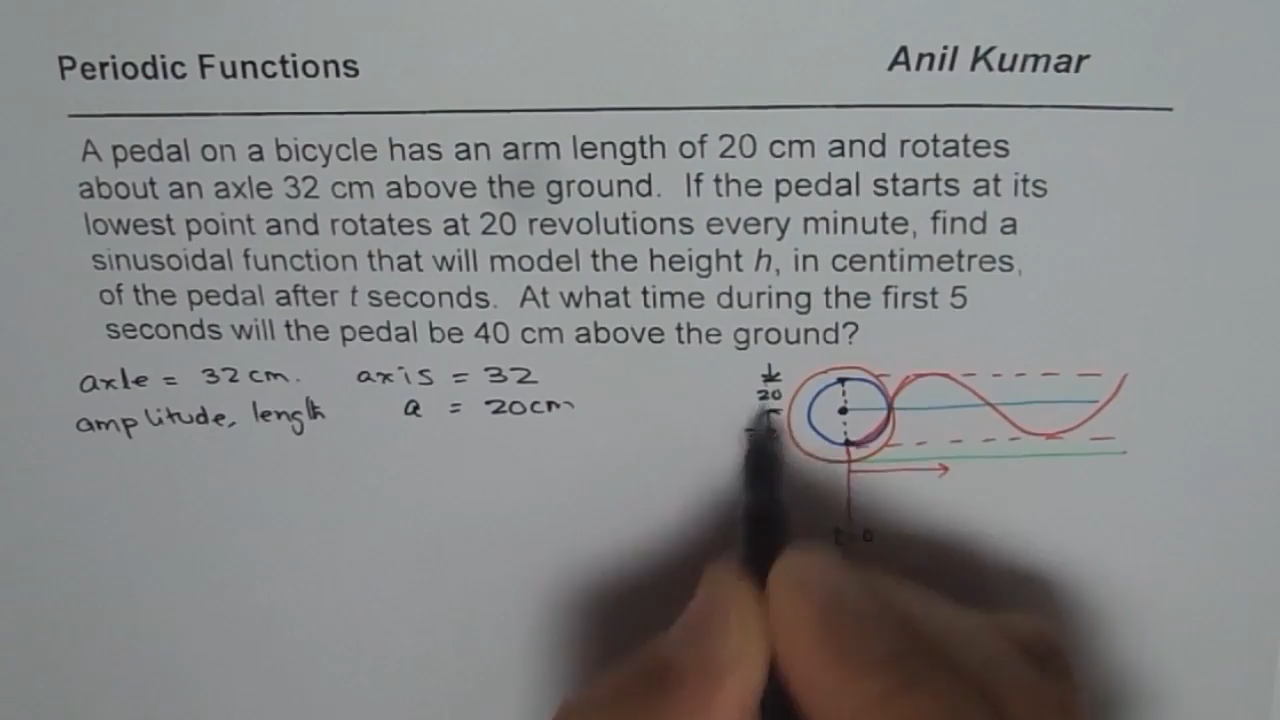 Periodic Functions Anil Kumar
A pedal on a bicycle has an arm length of 20 cm and rotates
about an axle 32 cm above the ground. If the pedal starts at its
lowest point and rotates at 20 revolutions every minute, find a
sinusoidal function that will model the height h, in centimetres,
of the pedal after t seconds. At what time during the first 5
seconds will the pedal be 40 cm above the ground?
axle = 32 cm. axis = 32
amplitude, length a = 20cm
20